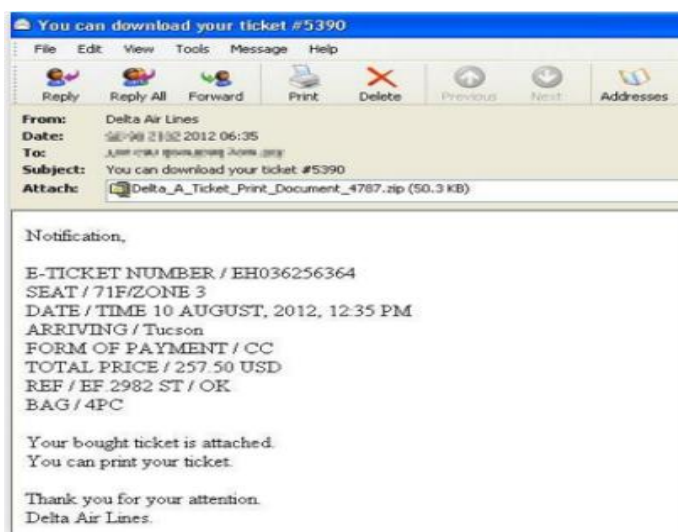 You can download your ticket #5390
File Edit View Tools Message Help
Reply Reply All Forward Print Delete Previous Next Addresses
From: Delta Air Lines
Date: 2012 06:35
To:
Subject: You can download your ticket #5390
Attach: Delta_A_Ticket_Print_Document_4787.zip (50.3 KB)
Notification,
E-TICKET NUMBER / EH036256364
SEAT / 71F/ZONE 3
DATE / TIME 10 AUGUST, 2012, 12:35 PM
ARRIVING / Tucson
FORM OF PAYMENT / CC
TOTAL PRICE / 257.50 USD
REF / EF.2982 ST / OK
BAG / 4PC
Your bought ticket is attached.
You can print your ticket.
Thank you for your attention.
Delta Air Lines.